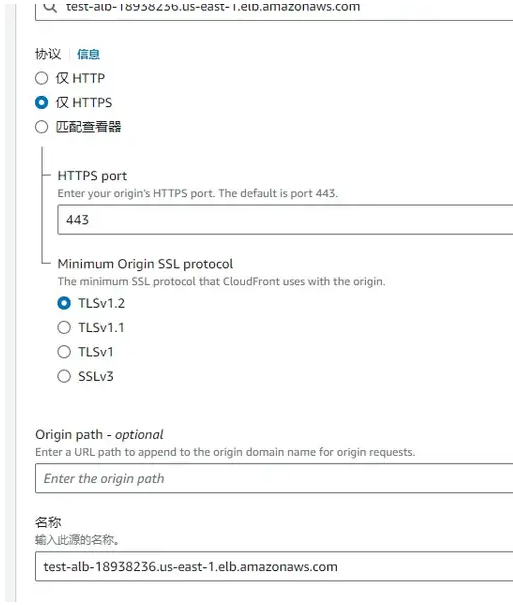 test-alb-18938236.us-east-1.elb.amazonaws.com
协议 信息
仅 HTTP
仅 HTTPS
匹配查看器
HTTPS port
Enter your origin's HTTPS port. The default is port 443.
443
Minimum Origin SSL protocol
The minimum SSL protocol that CloudFront uses with the origin.
TLSv1.2
TLSv1.1
TLSv1
SSLv3
Origin path - optional
Enter a URL path to append to the origin domain name for origin requests.
Enter the origin path
名称
输入此源的名称。
test-alb-18938236.us-east-1.elb.amazonaws.com